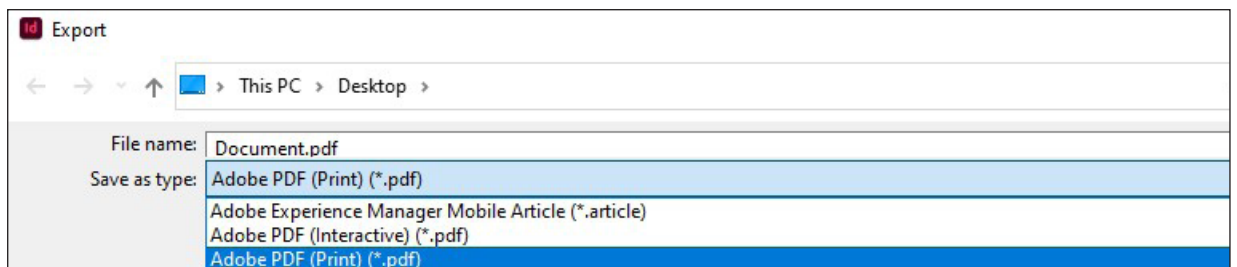 Id Export
This PC > Desktop >
File name: Document.pdf
Save as type: Adobe PDF (Print) (*.pdf)
Adobe Experience Manager Mobile Article (*.article)
Adobe PDF (Interactive) (*.pdf)
Adobe PDF (Print) (*.pdf)